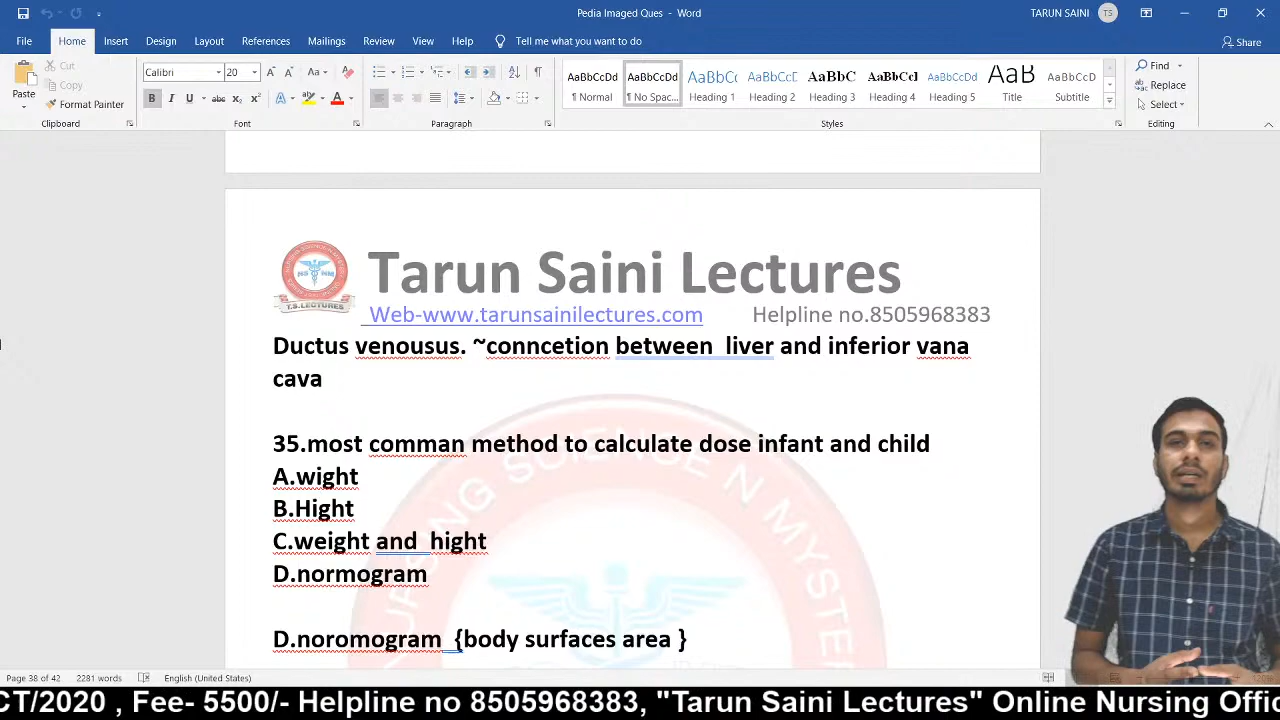 Pedia Imaged Ques - Word
TARUN SAINI TS
File Home Insert Design Layout References Mailings Review View Help Tell me what you want to do Share
Paste Cut Copy Format Painter
Clipboard
Calibri 20
Font
Paragraph
AaBbCcDd ¶ Normal
AaBbCcDd ¶ No Spac...
AaBbCc Heading 1
AaBbCcD Heading 2
AaBbC Heading 3
AaBbCcI Heading 4
AaBbCcDd Heading 5
AaB Title
AaBbCcDd Subtitle
Styles
Find
Replace
Select
Editing
T.S.LECTURES
Tarun Saini Lectures
Web-www.tarunsainilectures.com Helpline no.8505968383
Ductus venousus. ~conncetion between liver and inferior vana
cava
35.most comman method to calculate dose infant and child
A.wight
B.Hight
C.weight and hight
D.normogram
D.noromogram {body surfaces area }
Page 38 of 42 2281 words English (United States)
CT/2020 , Fee- 5500/- Helpline no 8505968383, "Tarun Saini Lectures" Online Nursing Offic